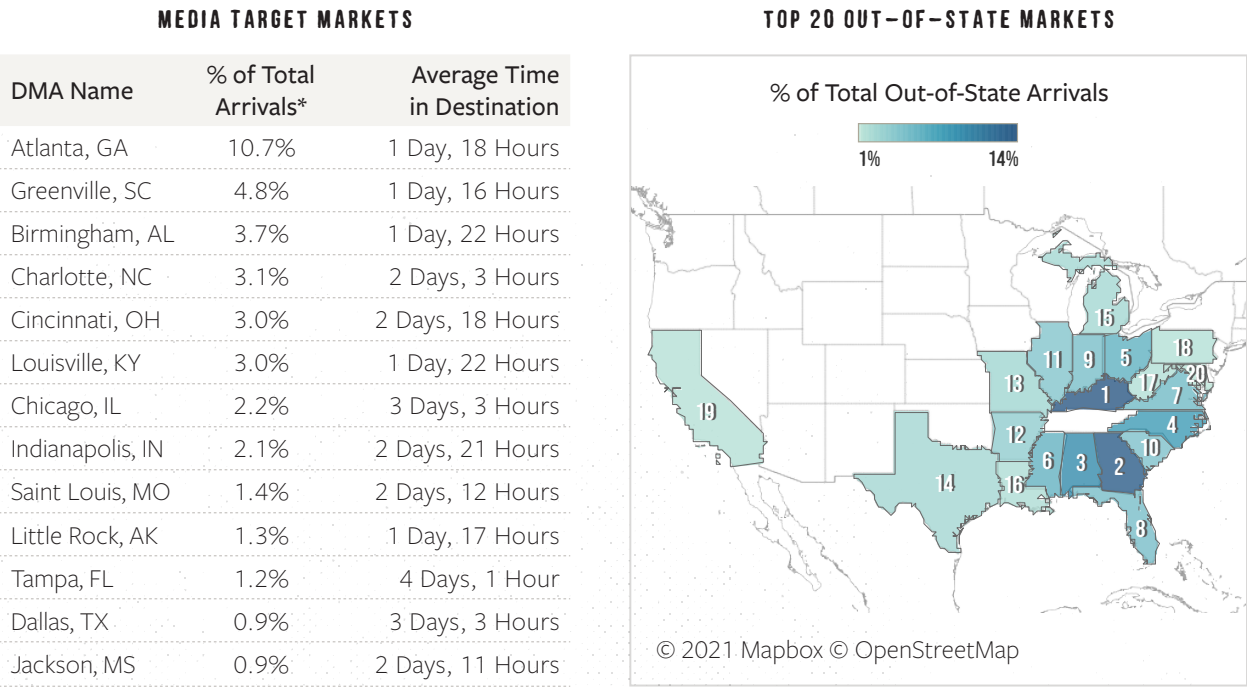 MEDIA TARGET MARKETS
DMA Name % of Total Arrivals* Average Time in Destination
Atlanta, GA 10.7% 1 Day, 18 Hours
Greenville, SC 4.8% 1 Day, 16 Hours
Birmingham, AL 3.7% 1 Day, 22 Hours
Charlotte, NC 3.1% 2 Days, 3 Hours
Cincinnati, OH 3.0% 2 Days, 18 Hours
Louisville, KY 3.0% 1 Day, 22 Hours
Chicago, IL 2.2% 3 Days, 3 Hours
Indianapolis, IN 2.1% 2 Days, 21 Hours
Saint Louis, MO 1.4% 2 Days, 12 Hours
Little Rock, AK 1.3% 1 Day, 17 Hours
Tampa, FL 1.2% 4 Days, 1 Hour
Dallas, TX 0.9% 3 Days, 3 Hours
Jackson, MS 0.9% 2 Days, 11 Hours
TOP 20 OUT-OF-STATE MARKETS
% of Total Out-of-State Arrivals
1% 14%
15
11 9 5 18
13 1 17 20
19 7
12 10 4
14 16 6 3 2
8
© 2021 Mapbox © OpenStreetMap